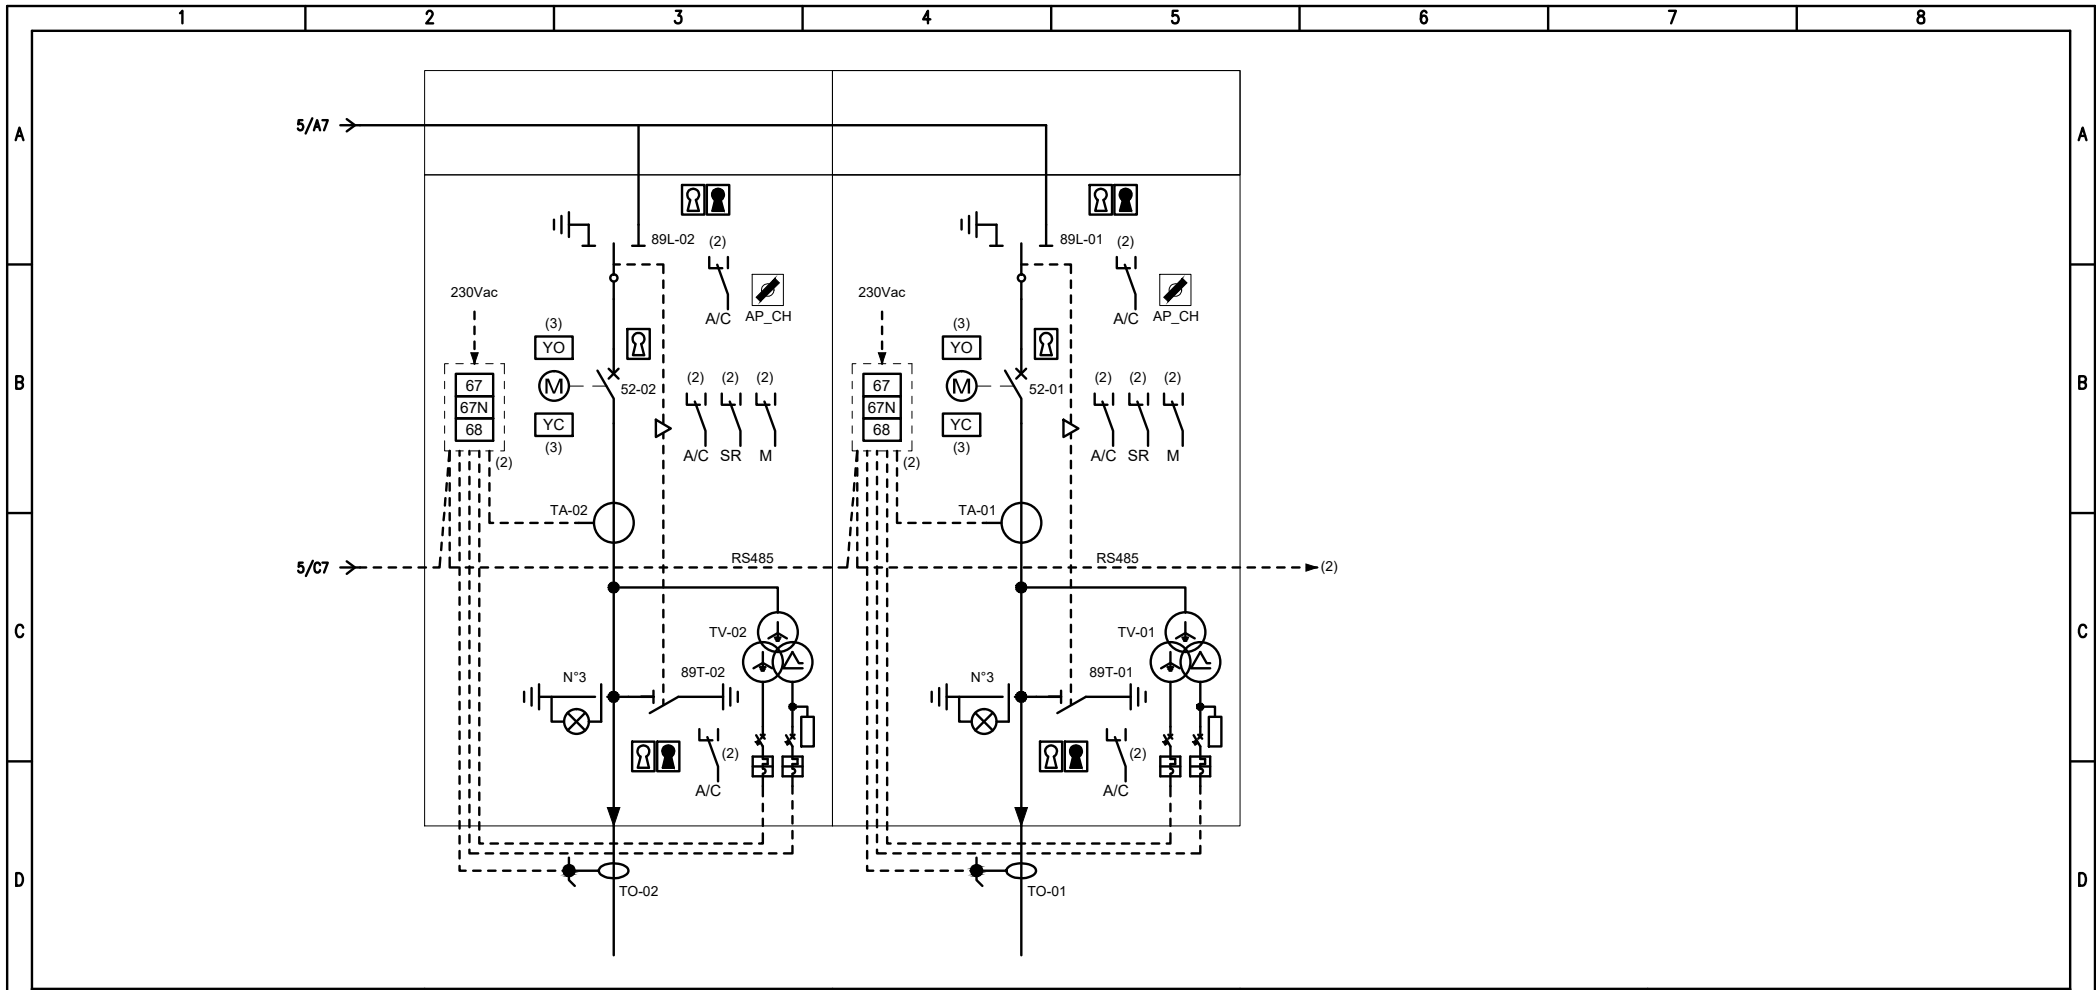 1 2 3 4 5 6 7 8
5/A7
A A
89L-02 (2) 89L-01 (2)
230Vac 230Vac
A/C AP_CH A/C AP_CH
(3) (3)
YO YO
B B
67 M 52-02 (2) (2) (2) 67 M 52-01 (2) (2) (2)
67N 67N
68 YC 68 YC
(3) (3)
(2) A/C SR M (2) A/C SR M
TA-02 TA-01
RS485 RS485
5/C7 (2)
C C
TV-02 TV-01
N°3 89T-02 N°3 89T-01
(2) (2)
A/C A/C
D D
TO-02 TO-01